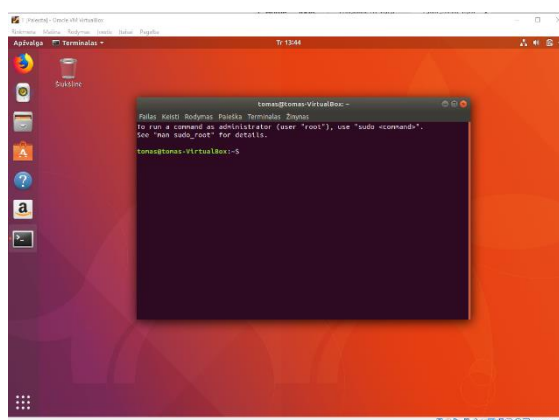 Oracle VM VirtualBox
Apžvalga Terminalas Tr 13:44
Šiukšlinė
tomas@tomas-VirtualBox: ~
Failas Keisti Rodymas Paieška Terminalas Žinynas
To run a command as administrator (user "root"), use "sudo <command>".
See "man sudo_root" for details.
tomas@tomas-VirtualBox:~$